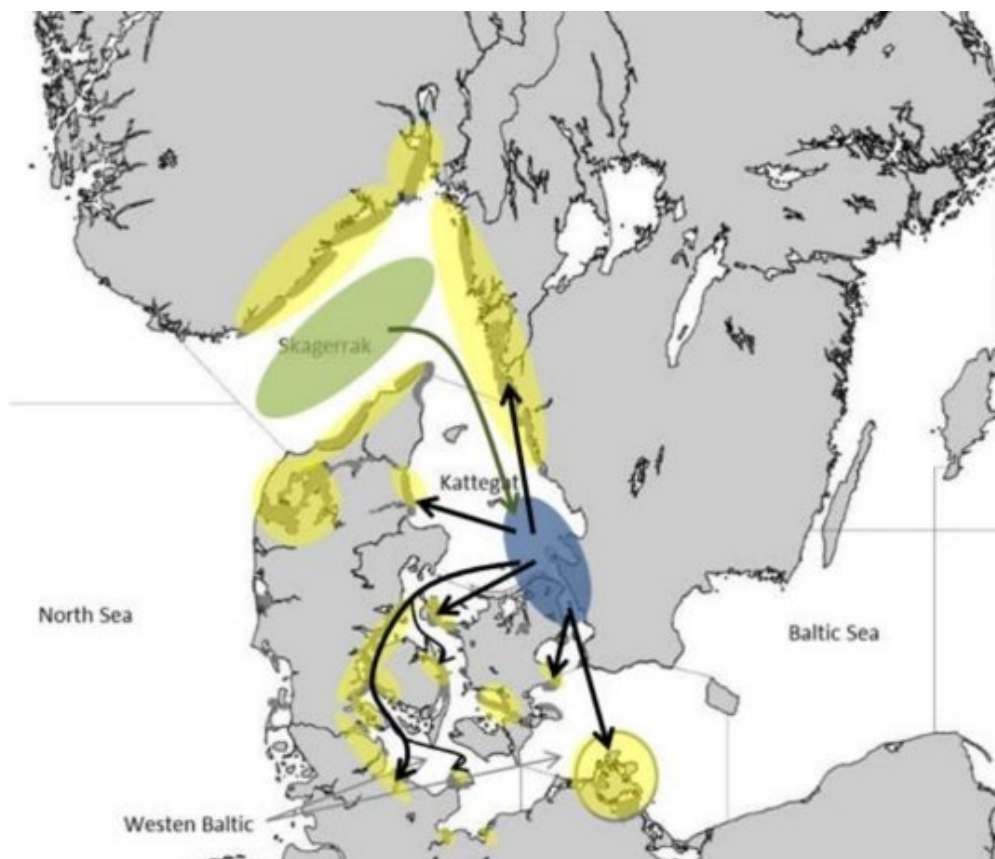 Skagerrak
Kattegat
North Sea
Baltic Sea
Westen Baltic